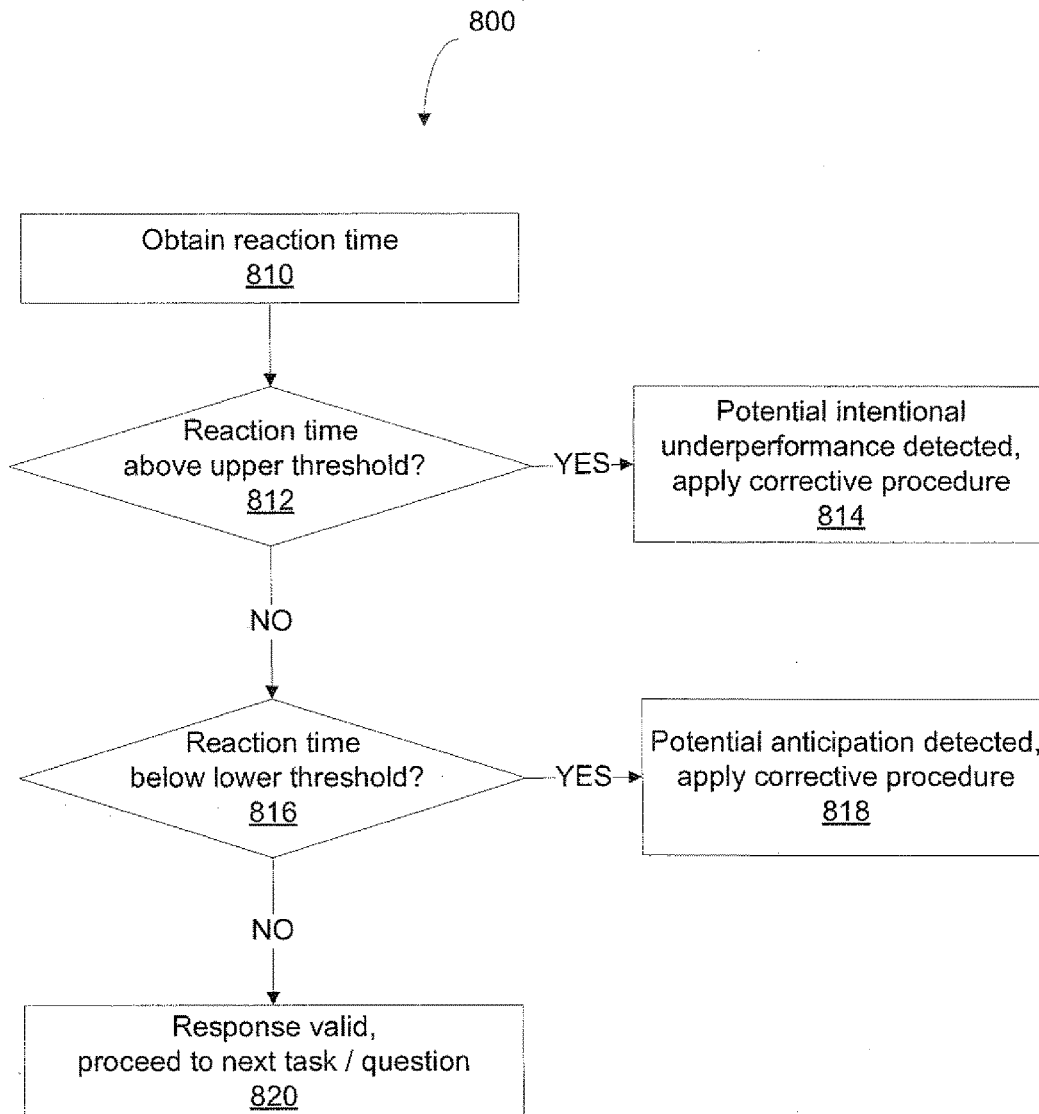 800
Obtain reaction time
810
Reaction time
above upper threshold?
812
YES
Potential intentional
underperformance detected,
apply corrective procedure
814
NO
Reaction time
below lower threshold?
816
YES
Potential anticipation detected,
apply corrective procedure
818
NO
Response valid,
proceed to next task / question
820